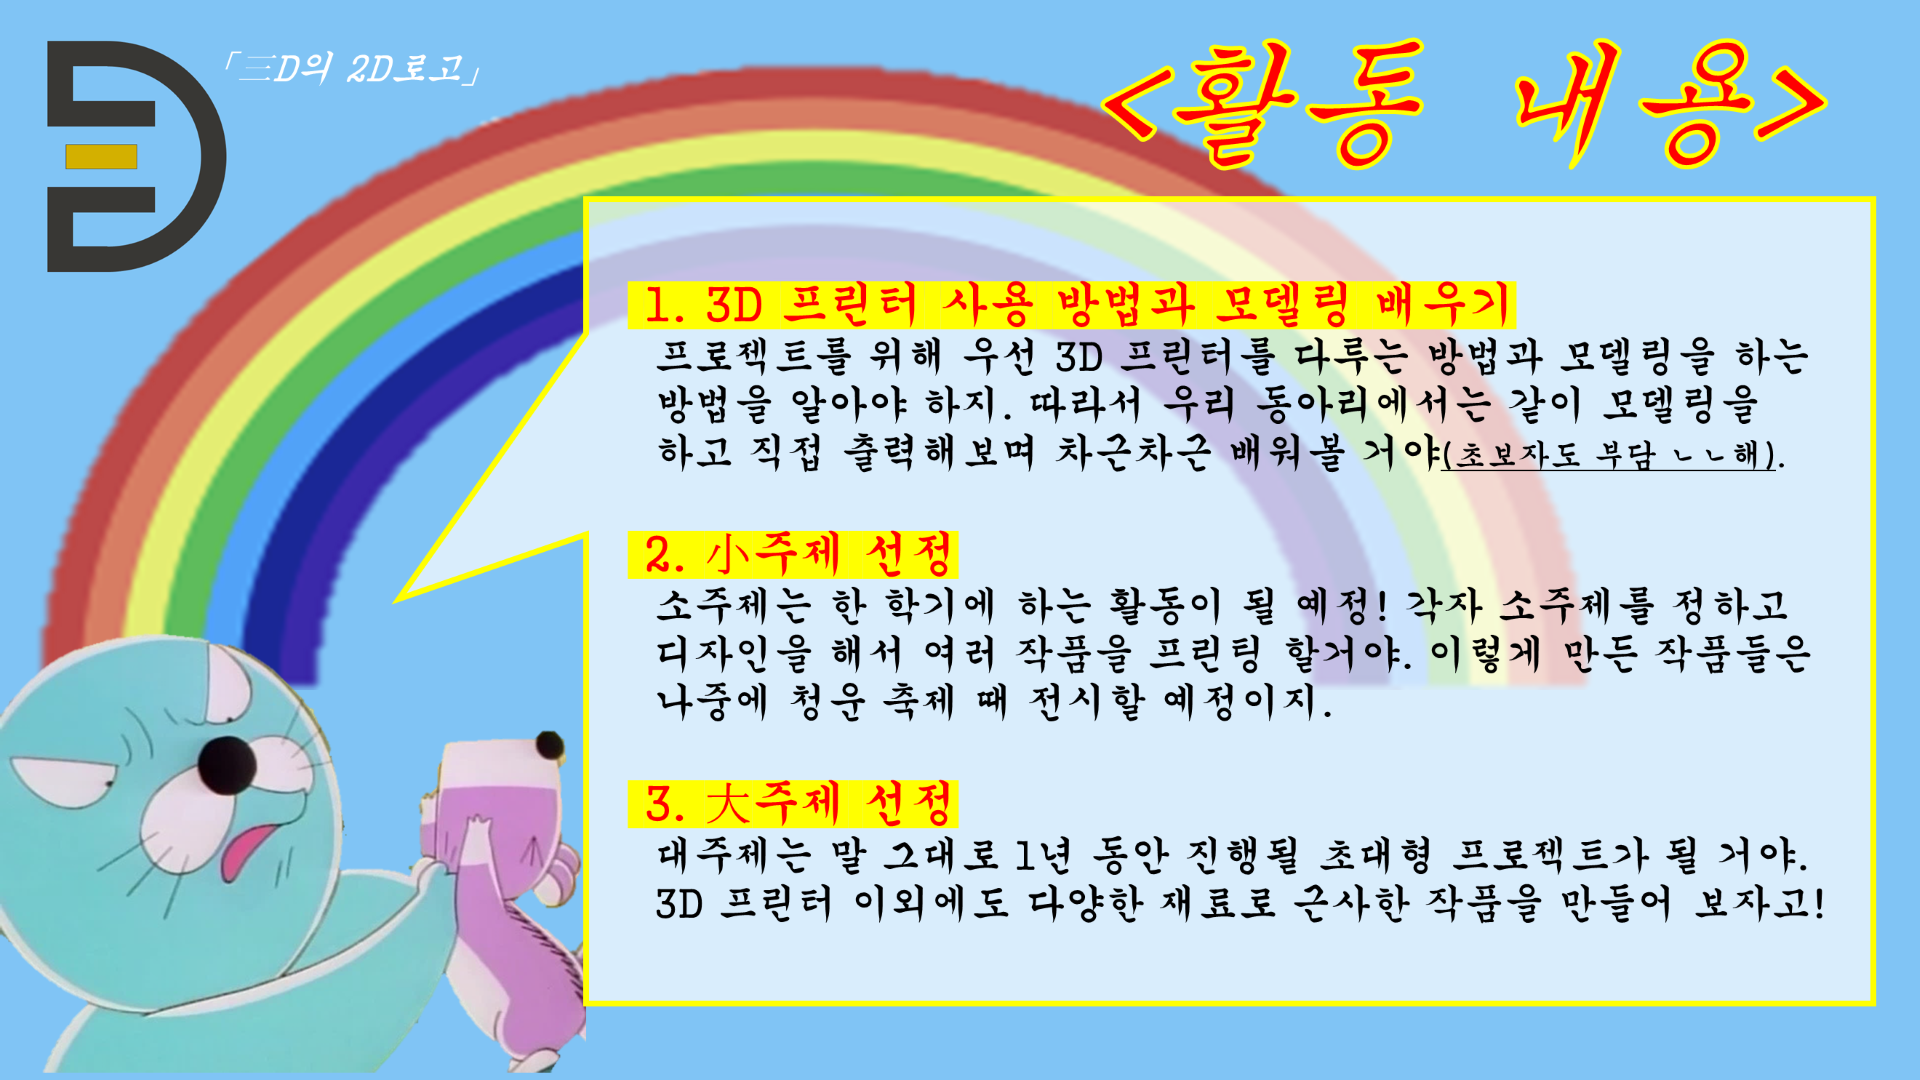 「三D의 2D로고」
<활동 내용>
1. 3D 프린터 사용 방법과 모델링 배우기
프로젝트를 위해 우선 3D 프린터를 다루는 방법과 모델링을 하는
방법을 알아야 하지. 따라서 우리 동아리에서는 같이 모델링을
하고 직접 출력해보며 차근차근 배워볼 거야(초보자도 부담 ㄴㄴ해).
2. 小주제 선정
소주제는 한 학기에 하는 활동이 될 예정! 각자 소주제를 정하고
디자인을 해서 여러 작품을 프린팅 할거야. 이렇게 만든 작품들은
나중에 청운 축제 때 전시할 예정이지.
3. 大주제 선정
대주제는 말 그대로 1년 동안 진행될 초대형 프로젝트가 될 거야.
3D 프린터 이외에도 다양한 재료로 근사한 작품을 만들어 보자고!